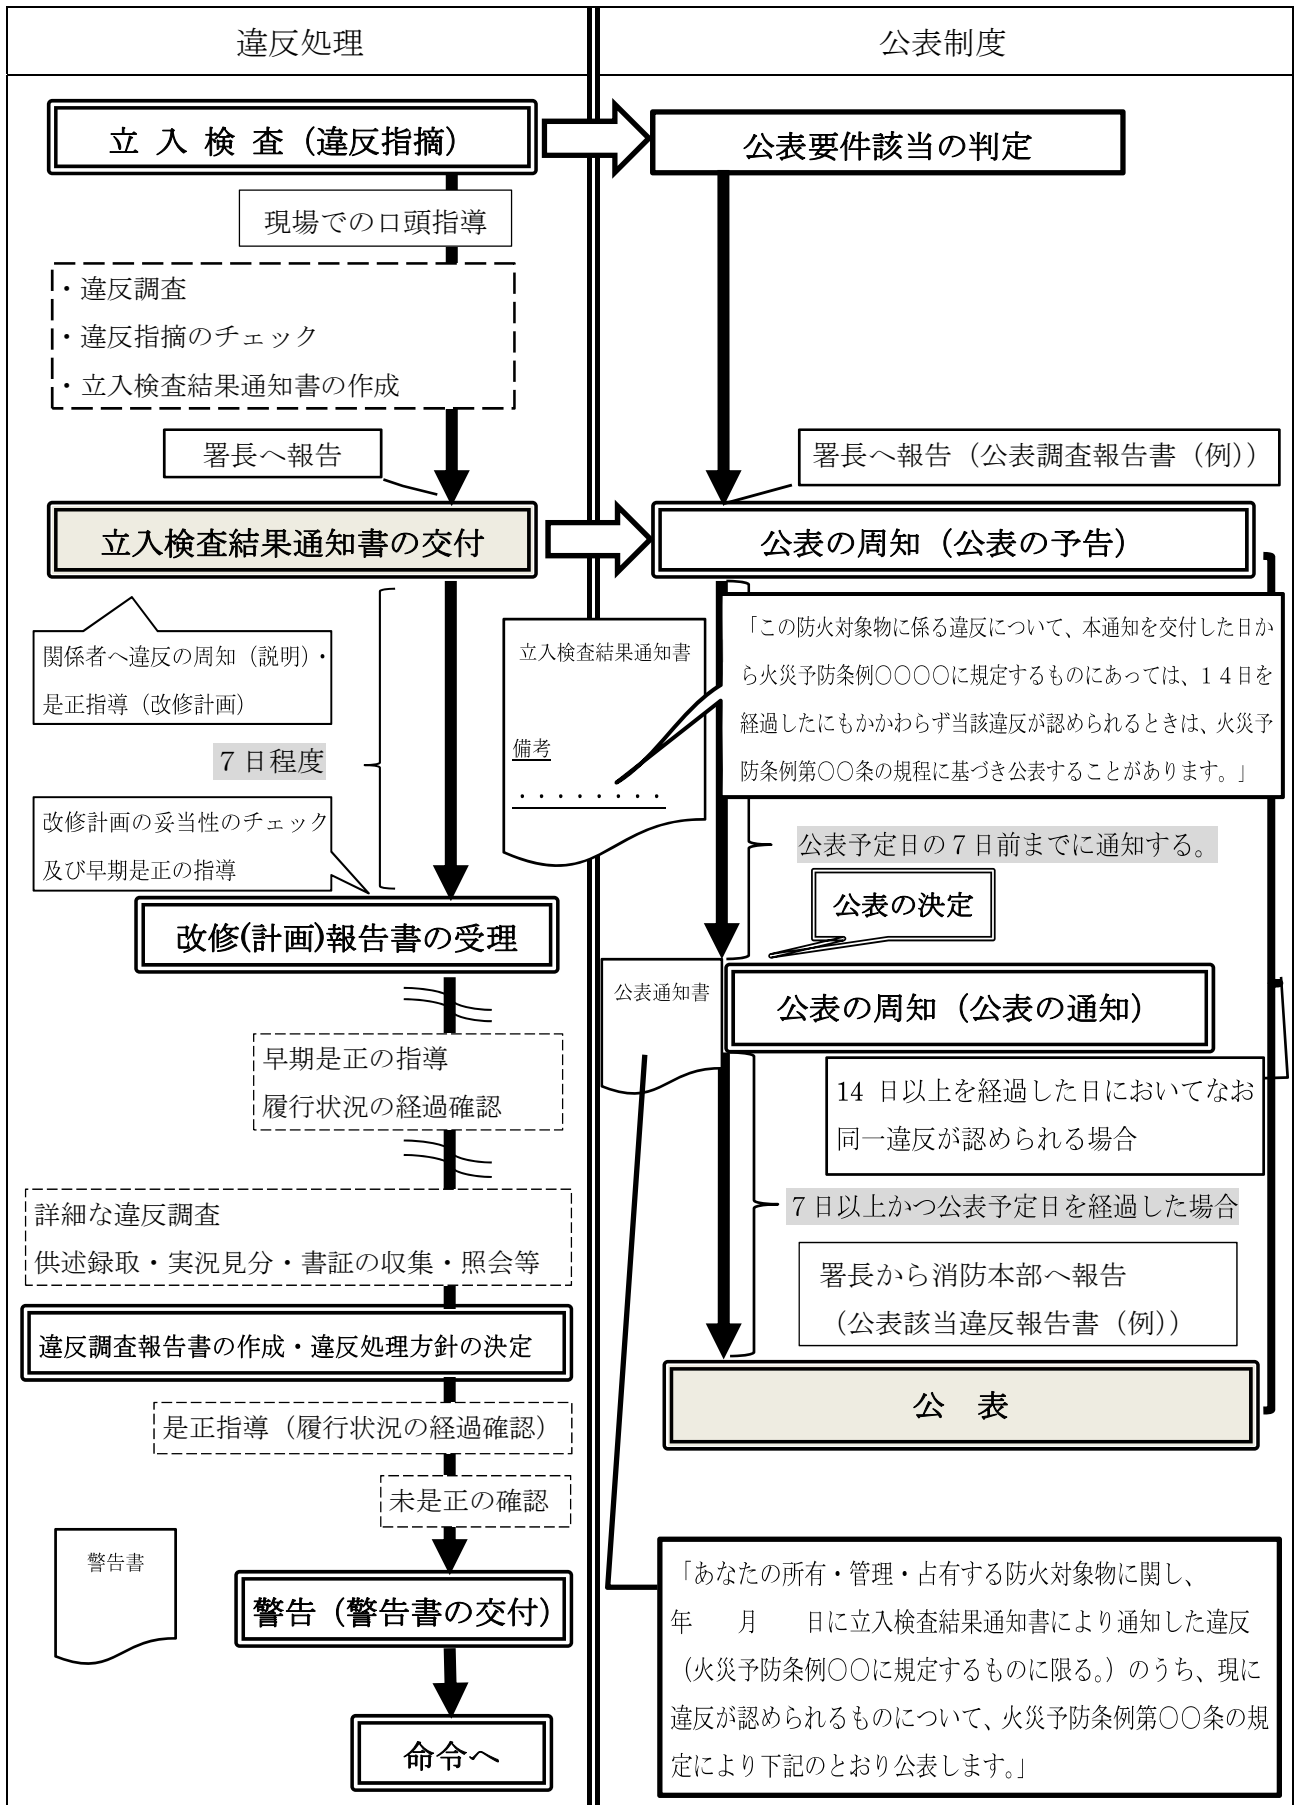 違反処理
公表制度
立 入 検 査（違反指摘）
公表要件該当の判定
現場での口頭指導
・違反調査
・違反指摘のチェック
・立入検査結果通知書の作成
署長へ報告
署長へ報告（公表調査報告書（例））
立入検査結果通知書の交付
公表の周知（公表の予告）
関係者へ違反の周知（説明）・
是正指導（改修計画）
７日程度
改修計画の妥当性のチェック
及び早期是正の指導
立入検査結果通知書
備考
・・・・・・・・
「この防火対象物に係る違反について、本通知を交付した日か
ら火災予防条例〇〇〇〇に規定するものにあっては、１４日を
経過したにもかかわらず当該違反が認められるときは、火災予
防条例第〇〇条の規程に基づき公表することがあります。」
公表予定日の７日前までに通知する。
公表の決定
改修(計画)報告書の受理
公表通知書
公表の周知（公表の通知）
早期是正の指導
履行状況の経過確認
14 日以上を経過した日においてなお
同一違反が認められる場合
詳細な違反調査
供述録取・実況見分・書証の収集・照会等
７日以上かつ公表予定日を経過した場合
署長から消防本部へ報告
（公表該当違反報告書（例））
違反調査報告書の作成・違反処理方針の決定
公　表
是正指導（履行状況の経過確認）
未是正の確認
警告書
警告（警告書の交付）
命令へ
「あなたの所有・管理・占有する防火対象物に関し、
年　　月　　日に立入検査結果通知書により通知した違反
（火災予防条例〇〇に規定するものに限る。）のうち、現に
違反が認められるものについて、火災予防条例第〇〇条の規
定により下記のとおり公表します。」